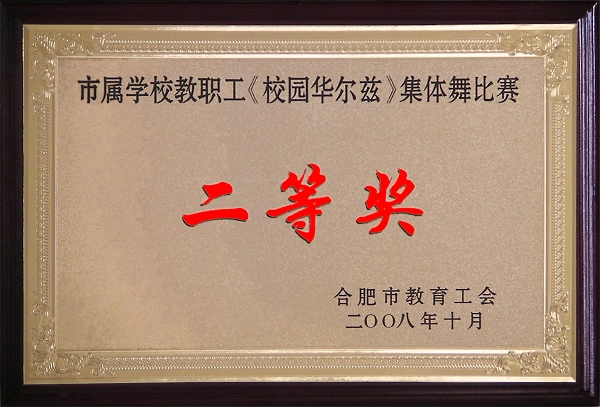 市属学校教职工《校园华尔兹》集体舞比赛
二等奖
合肥市教育工会
二〇〇八年十月